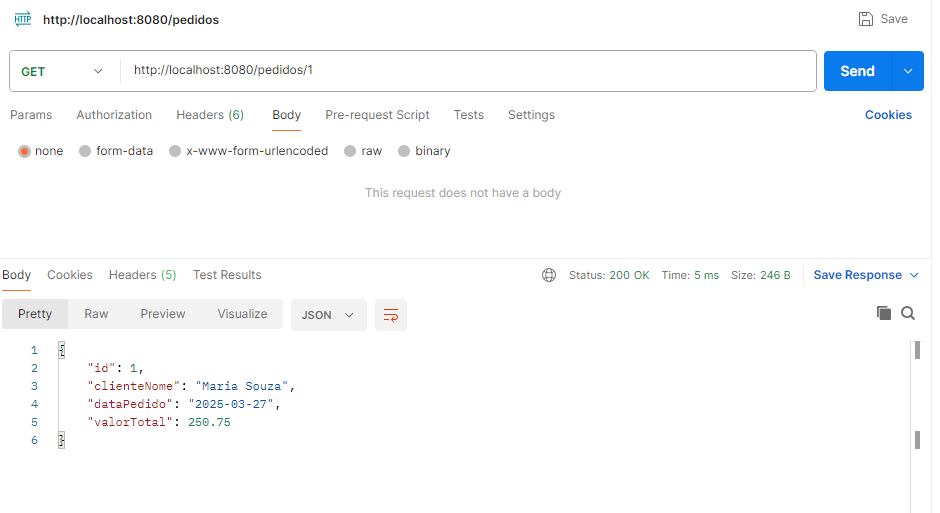 HTTP http://localhost:8080/pedidos Save
GET http://localhost:8080/pedidos/1 Send
Params Authorization Headers (6) Body Pre-request Script Tests Settings Cookies
none form-data x-www-form-urlencoded raw binary
This request does not have a body
Body Cookies Headers (5) Test Results Status: 200 OK Time: 5 ms Size: 246 B Save Response
Pretty Raw Preview Visualize JSON
1 {
2 "id": 1,
3 "clienteNome": "Maria Souza",
4 "dataPedido": "2025-03-27",
5 "valorTotal": 250.75
6 }